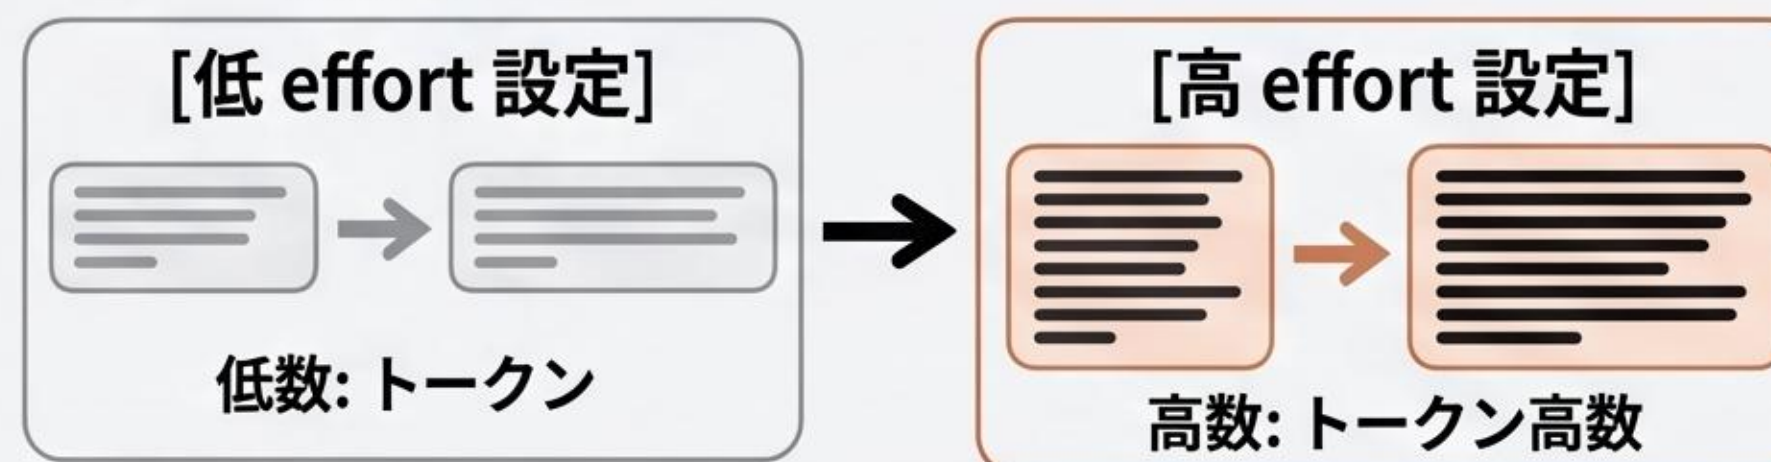 [低 effort 設定]
低数: トークン
[高 effort 設定]
高数: トークン高数